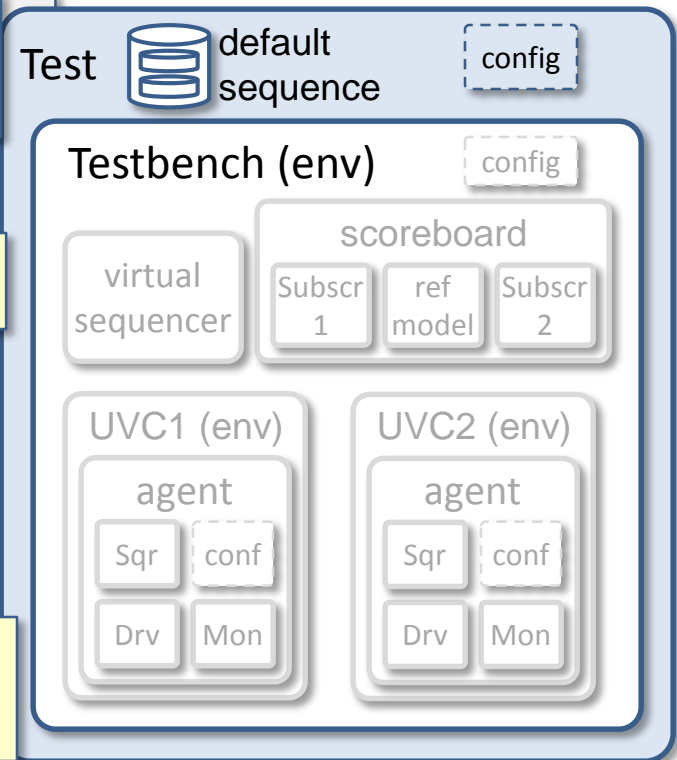 Test
default
sequence
config
Testbench (env)
config
virtual
sequencer
scoreboard
Subscr
1
ref
model
Subscr
2
UVC1 (env)
agent
Sqr
conf
Drv
Mon
UVC2 (env)
agent
Sqr
conf
Drv
Mon